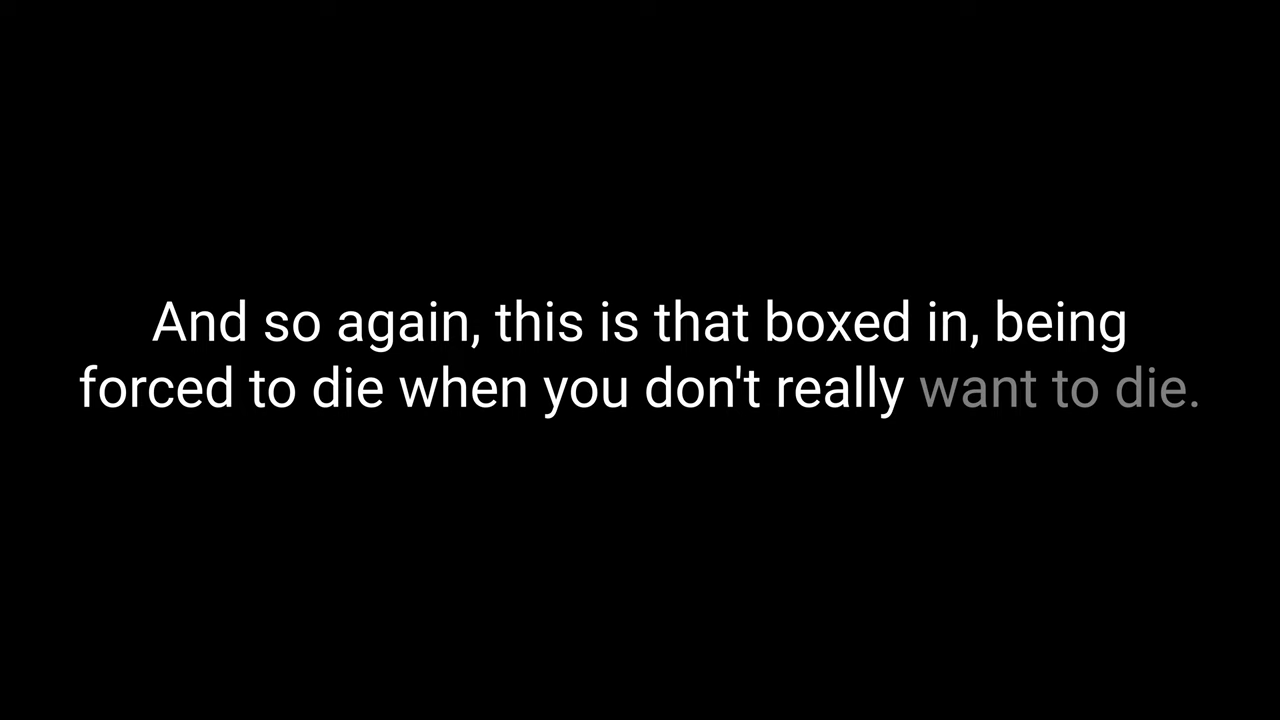 And so again, this is that boxed in, being
forced to die when you don't really want to die.